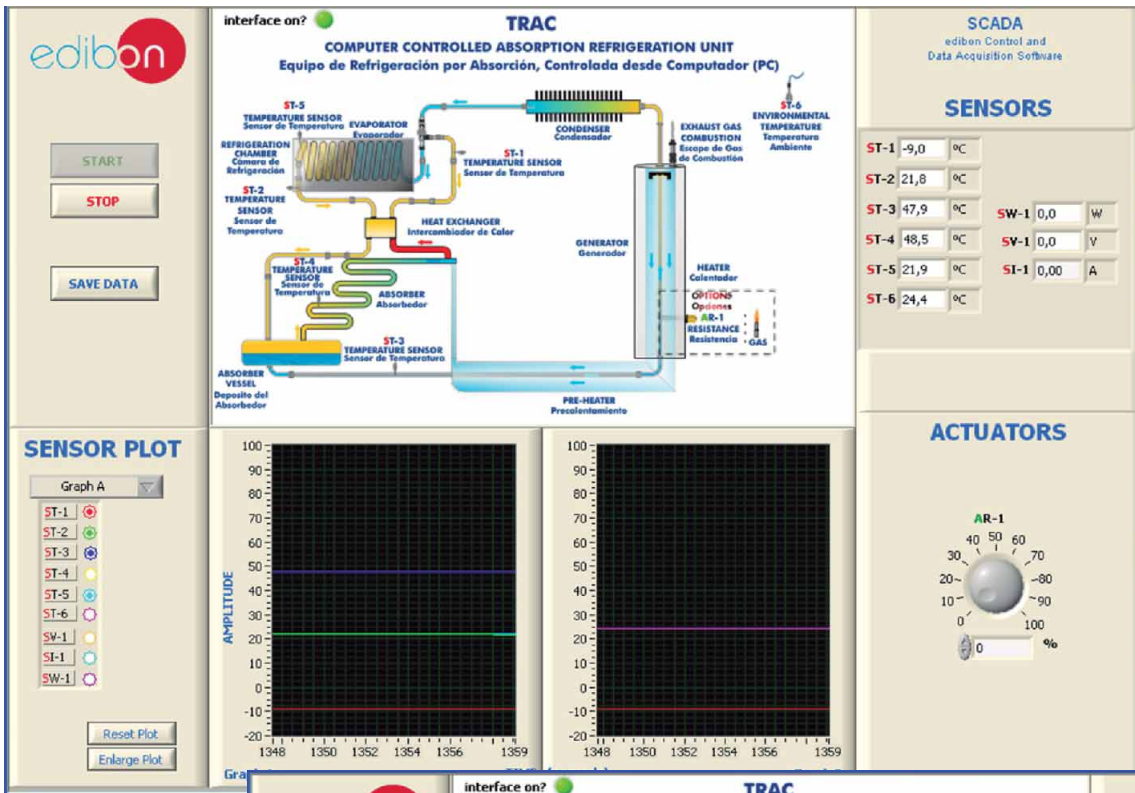 edibon
START
STOP
SAVE DATA
interface on?
TRAC
COMPUTER CONTROLLED ABSORPTION REFRIGERATION UNIT
Equipo de Refrigeración por Absorción, Controlada desde Computador (PC)
ST-5
TEMPERATURE SENSOR
Sensor de Temperatura
EVAPORATOR
Evaporador
REFRIGERATION
CHAMBER
Cámara de
Refrigeración
ST-2
TEMPERATURE
SENSOR
Sensor de
Temperatura
ST-1
TEMPERATURE SENSOR
Sensor de Temperatura
CONDENSER
Condensador
EXHAUST GAS
COMBUSTION
Escape de Gas
de Combustión
ST-6
ENVIRONMENTAL
TEMPERATURE
Temperatura
Ambiente
HEAT EXCHANGER
Intercambiador de Calor
GENERATOR
Generador
HEATER
Calentador
OPTIONS
Opciones
AR-1
RESISTANCE
Resistencia
GAS
ST-4
TEMPERATURE
SENSOR
Sensor de
Temperatura
ABSORBER
Absorbedor
ST-3
TEMPERATURE SENSOR
Sensor de Temperatura
ABSORBER
VESSEL
Deposito del
Absorbedor
PRE-HEATER
Precalentamiento
SCADA
edibon Control and
Data Acquisition Software
SENSORS
ST-1 -9,0 ºC
ST-2 21,8 ºC
ST-3 47,9 ºC
ST-4 48,5 ºC
ST-5 21,9 ºC
ST-6 24,4 ºC
SW-1 0,0 W
SV-1 0,0 V
SI-1 0,00 A
SENSOR PLOT
Graph A
ST-1
ST-2
ST-3
ST-4
ST-5
ST-6
SV-1
SI-1
SW-1
Reset Plot
Enlarge Plot
AMPLITUDE
100
90
80
70
60
50
40
30
20
10
0
-10
-20
1348 1350 1352 1354 1356 1359
100
90
80
70
60
50
40
30
20
10
0
-10
-20
1348 1350 1352 1354 1356 1359
ACTUATORS
AR-1
0 10 20 30 40 50 60 70 80 90 100
0 %
interface on?
TRAC